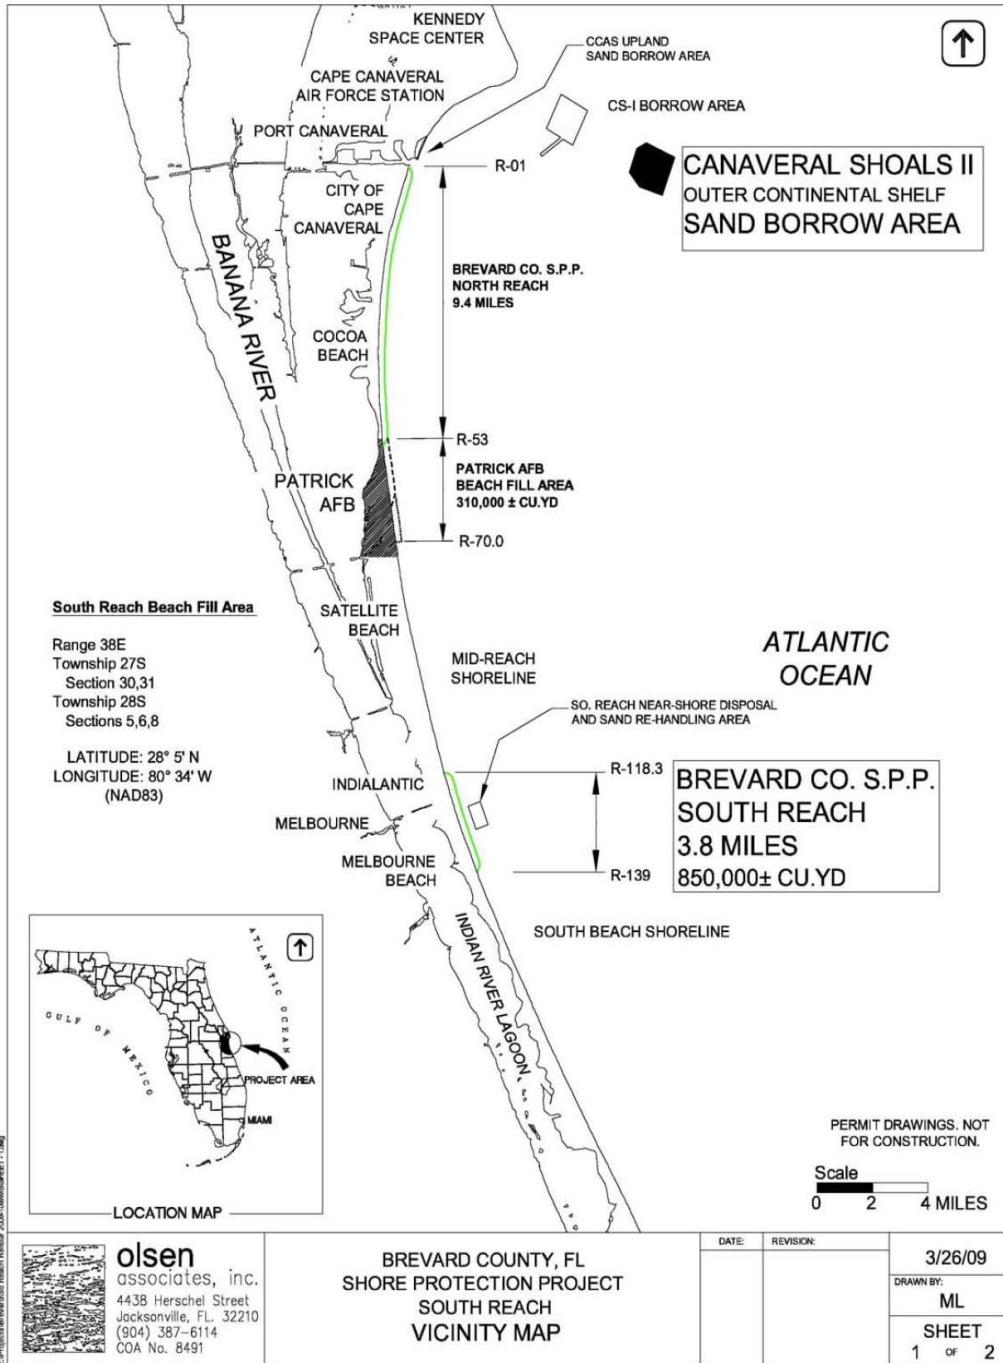 KENNEDY
SPACE CENTER
CCAS UPLAND
SAND BORROW AREA
CAPE CANAVERAL
AIR FORCE STATION
CS-I BORROW AREA
PORT CANAVERAL
R-01
CANAVERAL SHOALS II
OUTER CONTINENTAL SHELF
SAND BORROW AREA
CITY OF
CAPE
CANAVERAL
BANANA RIVER
BREVARD CO. S.P.P.
NORTH REACH
9.4 MILES
COCOA
BEACH
R-53
PATRICK
AFB
PATRICK AFB
BEACH FILL AREA
310,000 ± CU.YD
R-70.0
South Reach Beach Fill Area
Range 38E
Township 27S
Section 30,31
Township 28S
Sections 5,6,8
LATITUDE: 28° 5' N
LONGITUDE: 80° 34' W
(NAD83)
SATELLITE
BEACH
MID-REACH
SHORELINE
ATLANTIC
OCEAN
SO. REACH NEAR-SHORE DISPOSAL
AND SAND RE-HANDLING AREA
R-118.3
INDIALANTIC
MELBOURNE
MELBOURNE
BEACH
BREVARD CO. S.P.P.
SOUTH REACH
3.8 MILES
850,000± CU.YD
R-139
SOUTH BEACH SHORELINE
INDIAN RIVER LAGOON
ATLANTIC OCEAN
GULF OF MEXICO
PROJECT AREA
MIAMI
LOCATION MAP
PERMIT DRAWINGS. NOT
FOR CONSTRUCTION.
Scale
0 2 4 MILES
olsen
associates, inc.
4438 Herschel Street
Jacksonville, FL. 32210
(904) 387-6114
COA No. 8491
BREVARD COUNTY, FL
SHORE PROTECTION PROJECT
SOUTH REACH
VICINITY MAP
DATE: REVISION:
3/26/09
DRAWN BY:
ML
SHEET
1 OF 2